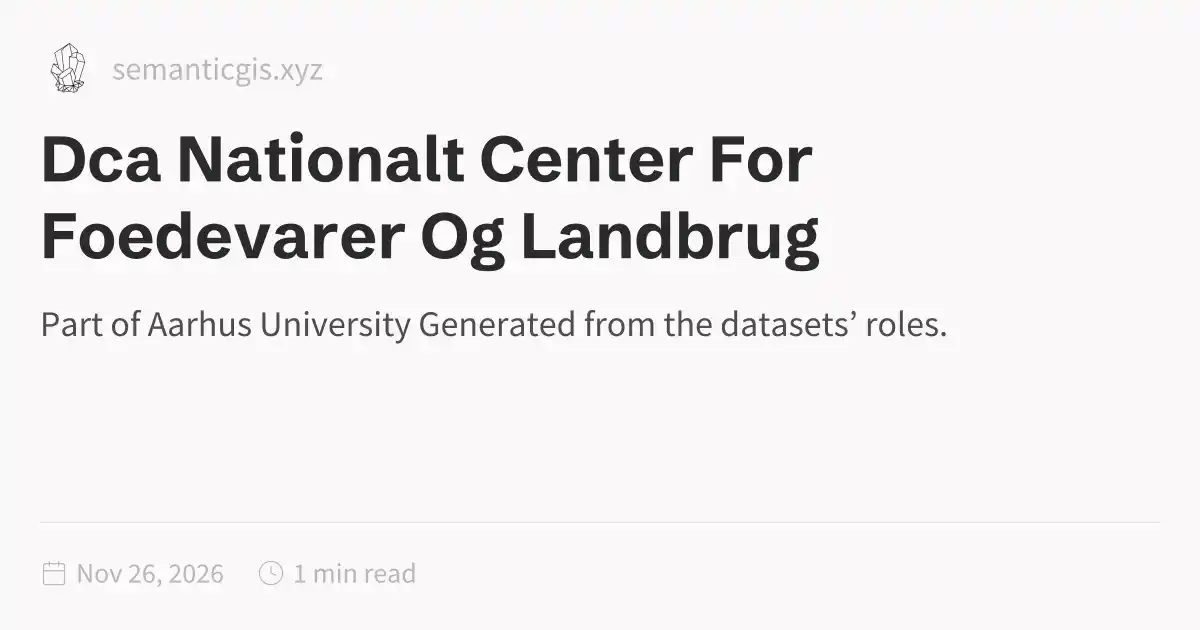 semanticgis.xyz
Dca Nationalt Center For
Foedevarer Og Landbrug
Part of Aarhus University Generated from the datasets’ roles.
Nov 26, 2026 1 min read